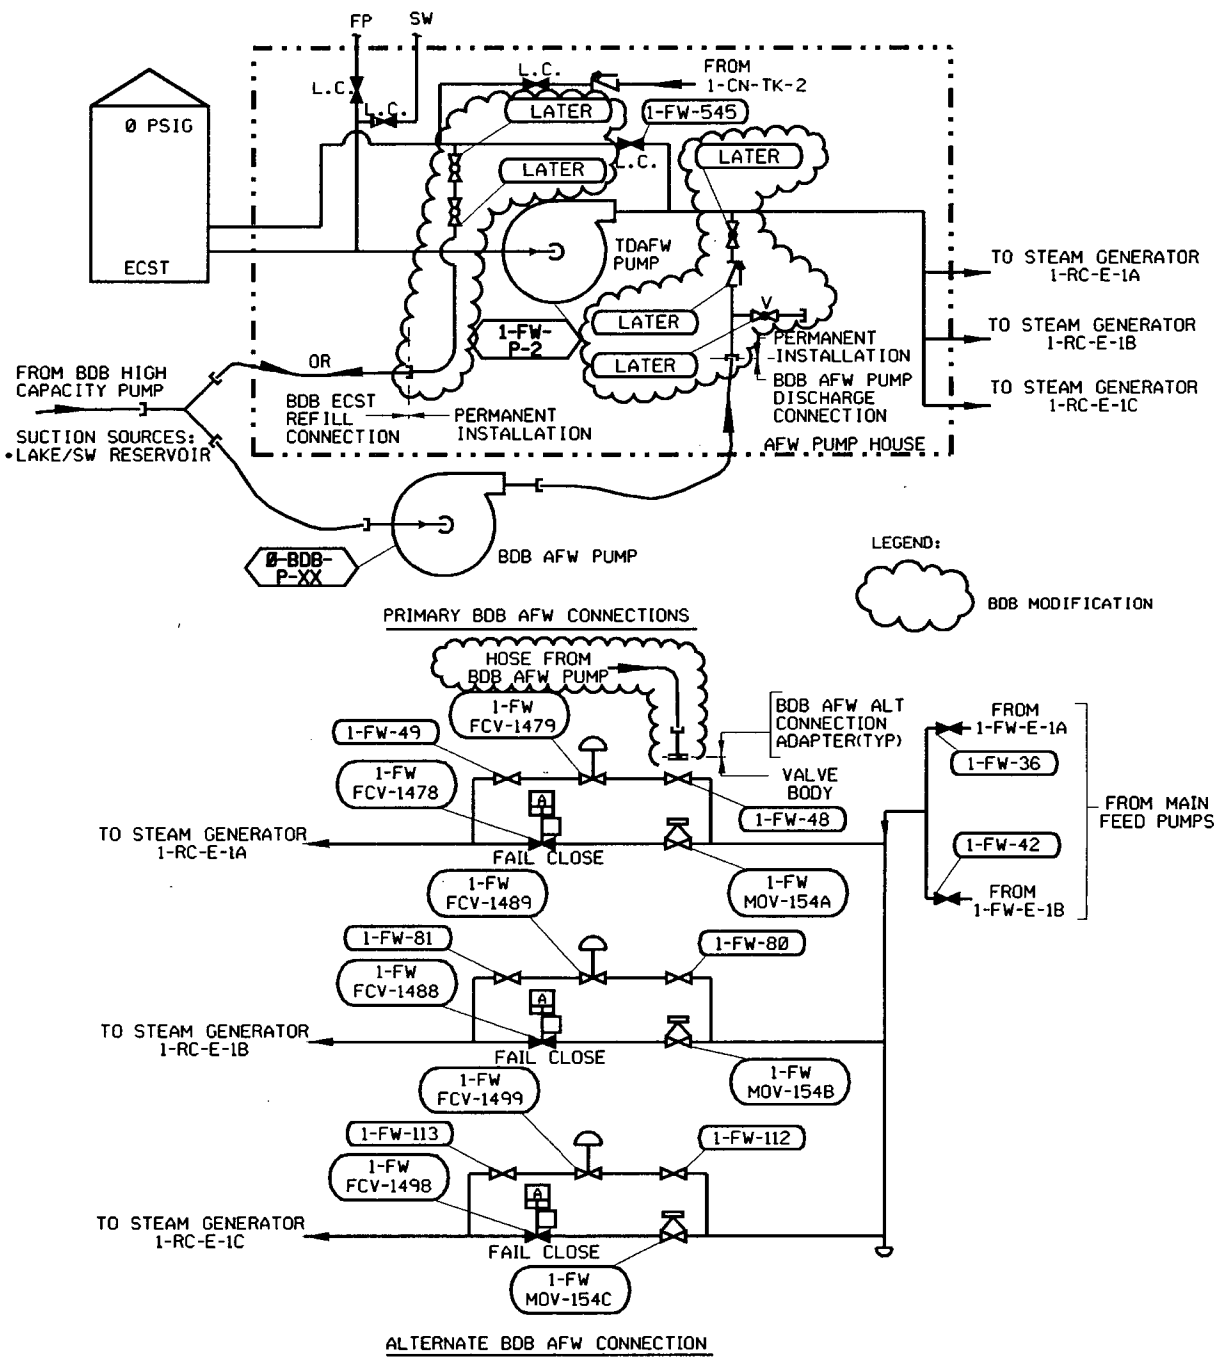 FP
SW
L.C.
L.C.
L.C.
FROM
1-CN-TK-2
Ø PSIG
LATER
1-FW-545
L.C.
LATER
LATER
TDAFW
PUMP
ECST
TO STEAM GENERATOR
1-RC-E-1A
1-FW-
P-2
LATER
V
TO STEAM GENERATOR
1-RC-E-1B
LATER
PERMANENT
INSTALLATION
BDB AFW PUMP
DISCHARGE
CONNECTION
TO STEAM GENERATOR
1-RC-E-1C
OR
FROM BDB HIGH
CAPACITY PUMP
BDB ECST
REFILL
CONNECTION
PERMANENT
INSTALLATION
SUCTION SOURCES:
•LAKE/SW RESERVOIR
AFW PUMP HOUSE
BDB AFW PUMP
Ø-BDB-
P-XX
LEGEND:
BDB MODIFICATION
PRIMARY BDB AFW CONNECTIONS
HOSE FROM
BDB AFW PUMP
1-FW
FCV-1479
BDB AFW ALT
CONNECTION
ADAPTER(TYP)
VALVE
BODY
FROM
1-FW-E-1A
1-FW-36
1-FW-49
1-FW
FCV-1478
A
1-FW-48
FROM MAIN
FEED PUMPS
TO STEAM GENERATOR
1-RC-E-1A
FAIL CLOSE
1-FW-42
1-FW
MOV-154A
FROM
1-FW-E-1B
1-FW
FCV-1489
1-FW-81
1-FW-80
1-FW
FCV-1488
A
TO STEAM GENERATOR
1-RC-E-1B
FAIL CLOSE
1-FW
MOV-154B
1-FW
FCV-1499
1-FW-113
1-FW-112
1-FW
FCV-1498
A
TO STEAM GENERATOR
1-RC-E-1C
FAIL CLOSE
1-FW
MOV-154C
ALTERNATE BDB AFW CONNECTION